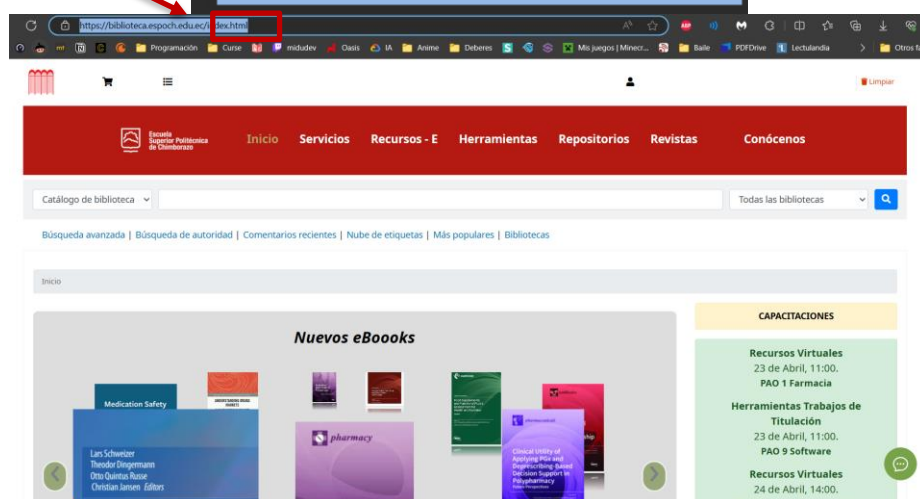 https://biblioteca.espoch.edu.ec/index.html
Programación Curse midudev Oasis IA Anime Deberes Mis juegos | Minecr... Baile PDFDrive Lectulandia Otros fa
Limpiar
Escuela
Superior Politécnica
de Chimborazo
Inicio Servicios Recursos - E Herramientas Repositorios Revistas Conócenos
Catálogo de biblioteca Todas las bibliotecas
Búsqueda avanzada | Búsqueda de autoridad | Comentarios recientes | Nube de etiquetas | Más populares | Bibliotecas
Inicio
Nuevos eBoooks
Medication Safety
Lars Schweizer
Theodor Dingermann
Otto Quintus Russe
Christian Jansen Editors
pharmacy
Clinical Utility of
Applying PGx and
Deprescribing-Based
Decision Support in
Polypharmacy
CAPACITACIONES
Recursos Virtuales
23 de Abril, 11:00.
PAO 1 Farmacia
Herramientas Trabajos de
Titulación
23 de Abril, 11:00.
PAO 9 Software
Recursos Virtuales
24 de Abril, 14:00.